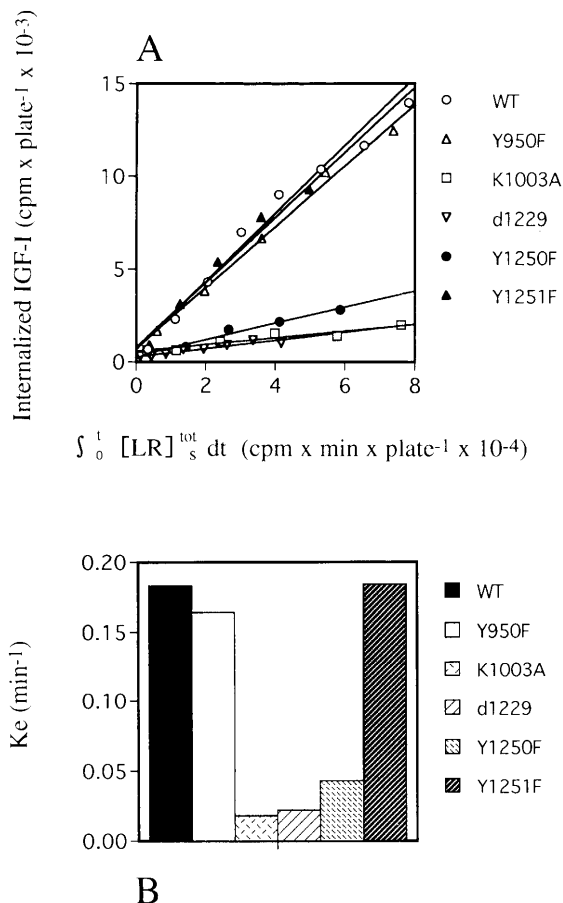 A
Internalized IGF-I (cpm x plate-1 x 10-3)
15
10
5
0
0 2 4 6 8
WT
Y950F
K1003A
d1229
Y1250F
Y1251F
∫ t 0 [LR] tot s dt (cpm x min x plate-1 x 10-4)
Ke (min-1)
0.20
0.15
0.10
0.05
0.00
WT
Y950F
K1003A
d1229
Y1250F
Y1251F
B